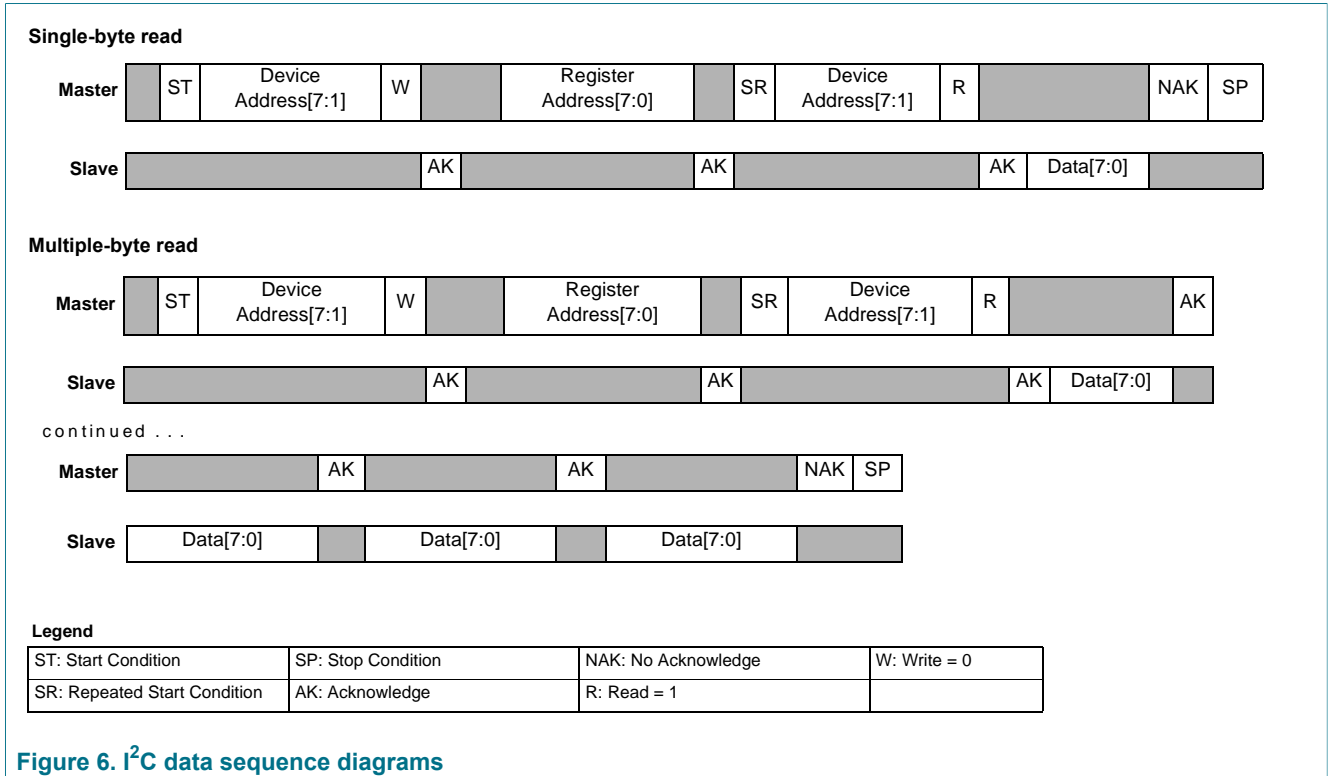 Single-byte read
Master ST Device Address[7:1] W Register Address[7:0] SR Device Address[7:1] R NAK SP
Slave AK AK AK Data[7:0]
Multiple-byte read
Master ST Device Address[7:1] W Register Address[7:0] SR Device Address[7:1] R AK
Slave AK AK AK Data[7:0]
continued ...
Master AK AK NAK SP
Slave Data[7:0] Data[7:0] Data[7:0]
Legend
ST: Start Condition SP: Stop Condition NAK: No Acknowledge W: Write = 0
SR: Repeated Start Condition AK: Acknowledge R: Read = 1
Figure 6. I²C data sequence diagrams